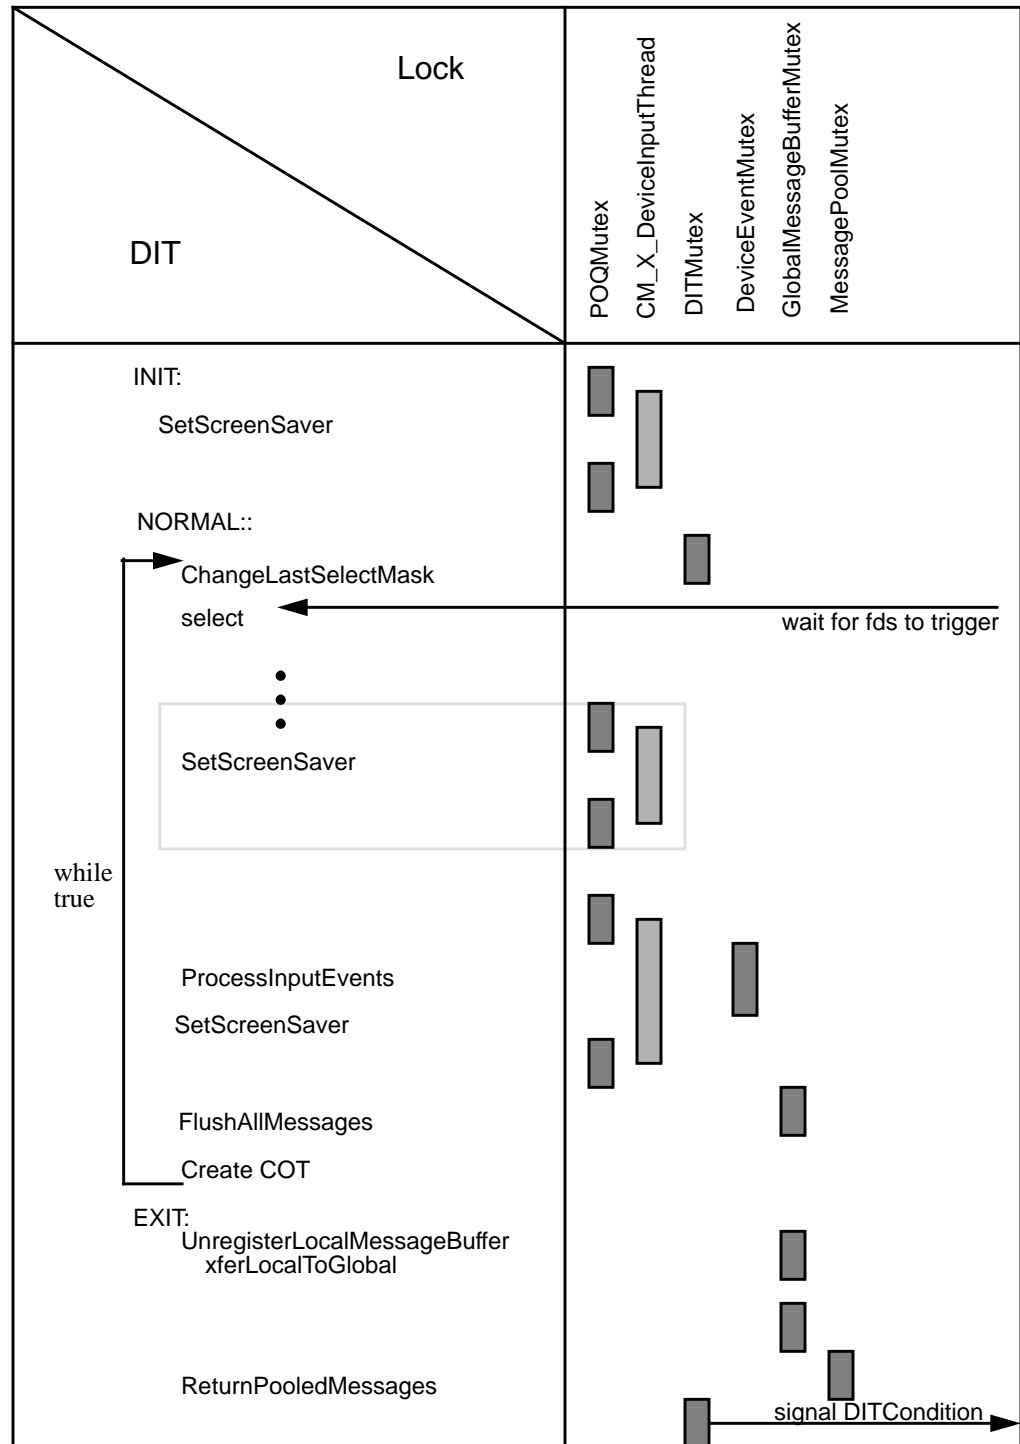 Lock
DIT
POQMutex
CM_X_DeviceInputThread
DITMutex
DeviceEventMutex
GlobalMessageBufferMutex
MessagePoolMutex
INIT:
SetScreenSaver
NORMAL::
ChangeLastSelectMask
select
wait for fds to trigger
SetScreenSaver
while
true
ProcessInputEvents
SetScreenSaver
FlushAllMessages
Create COT
EXIT:
UnregisterLocalMessageBuffer
xferLocalToGlobal
ReturnPooledMessages
signal DITCondition